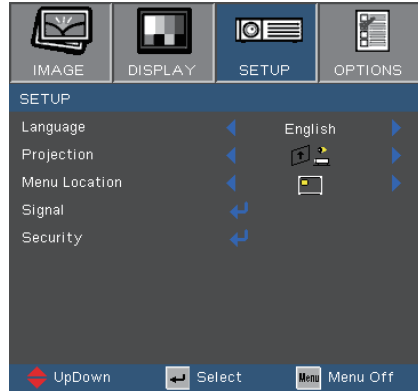 IMAGE DISPLAY SETUP OPTIONS
SETUP
Language English
Projection
Menu Location
Signal
Security
UpDown Select Menu Menu Off